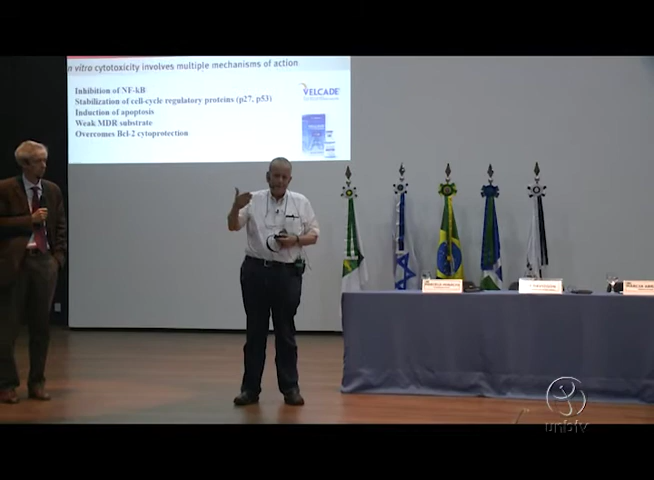 n vitro cytotoxicity involves multiple mechanisms of action
Inhibition of NF-kB
Stabilization of cell-cycle regulatory proteins (p27, p53)
Induction of apoptosis
Weak MDR substrate
Overcomes Bcl-2 cytoprotection
VELCADE
unbtv